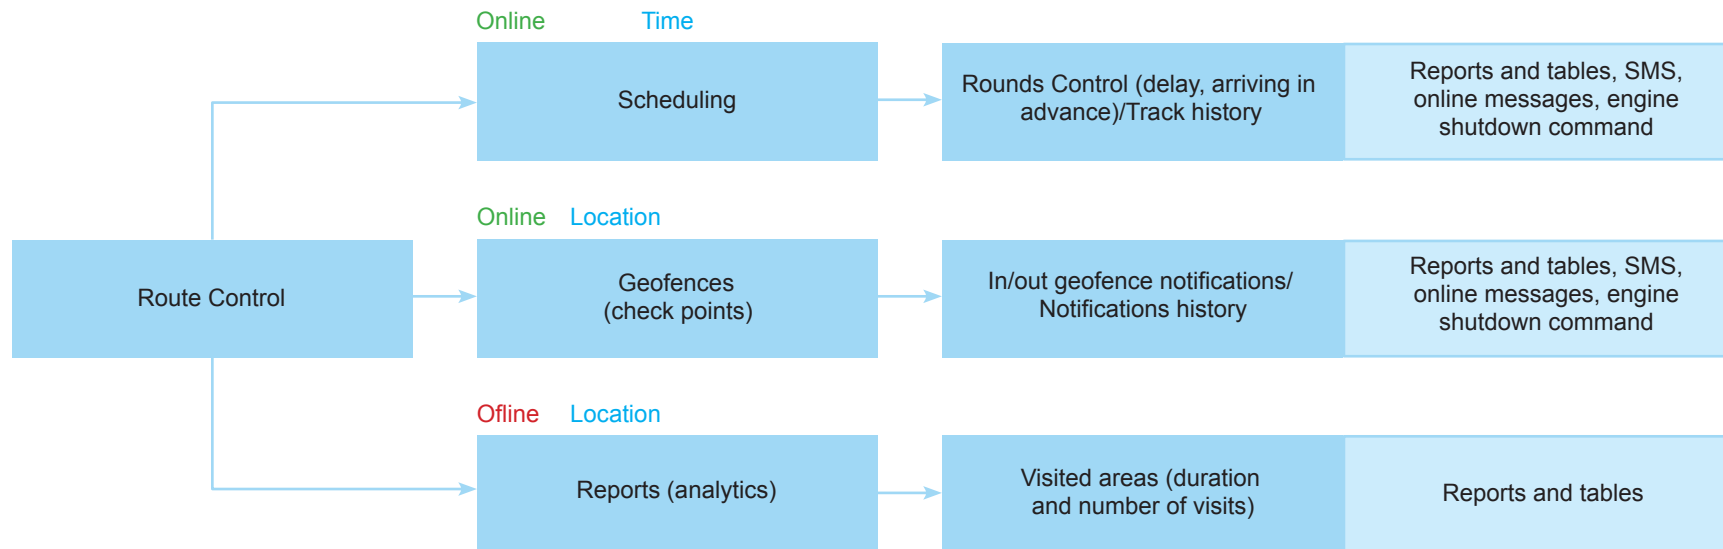 Online Time
Scheduling
Rounds Control (delay, arriving in
advance)/Track history
Reports and tables, SMS,
online messages, engine
shutdown command
Route Control
Online Location
Geofences
(check points)
In/out geofence notifications/
Notifications history
Reports and tables, SMS,
online messages, engine
shutdown command
Ofline Location
Reports (analytics)
Visited areas (duration
and number of visits)
Reports and tables